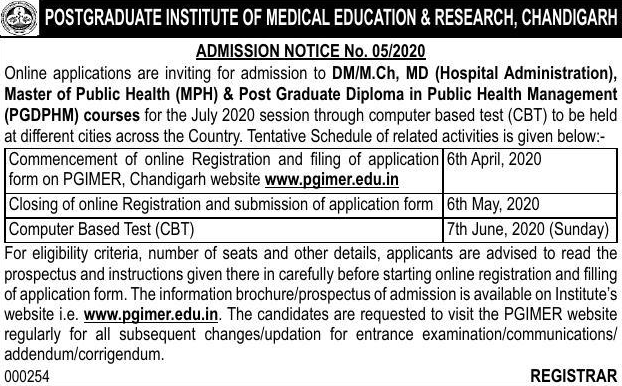 POSTGRADUATE INSTITUTE OF MEDICAL EDUCATION & RESEARCH, CHANDIGARH
ADMISSION NOTICE No. 05/2020
Online applications are inviting for admission to DM/M.Ch, MD (Hospital Administration),
Master of Public Health (MPH) & Post Graduate Diploma in Public Health Management
(PGDPHM) courses for the July 2020 session through computer based test (CBT) to be held
at different cities across the Country. Tentative Schedule of related activities is given below:-
Commencement of online Registration and filing of application 6th April, 2020
form on PGIMER, Chandigarh website www.pgimer.edu.in
Closing of online Registration and submission of application form 6th May, 2020
Computer Based Test (CBT) 7th June, 2020 (Sunday)
For eligibility criteria, number of seats and other details, applicants are advised to read the
prospectus and instructions given there in carefully before starting online registration and filling
of application form. The information brochure/prospectus of admission is available on Institute's
website i.e. www.pgimer.edu.in. The candidates are requested to visit the PGIMER website
regularly for all subsequent changes/updation for entrance examination/communications/
addendum/corrigendum.
000254 REGISTRAR